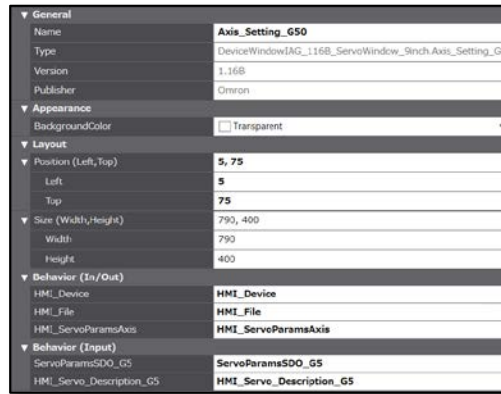 ▼ General
Name Axis_Setting_G50
Type DeviceWindowIAG_116B_ServoWindow_9inch.Axis_Setting_G
Version 1.16B
Publisher Omron
▼ Appearance
BackgroundColor Transparent
▼ Layout
▼ Position (Left,Top) 5, 75
Left 5
Top 75
▼ Size (Width,Height) 790, 400
Width 790
Height 400
▼ Behavior (In/Out)
HMI_Device HMI_Device
HMI_File HMI_File
HMI_ServoParamsAxis HMI_ServoParamsAxis
▼ Behavior (Input)
ServoParamsSDO_G5 ServoParamsSDO_G5
HMI_Servo_Description_G5 HMI_Servo_Description_G5